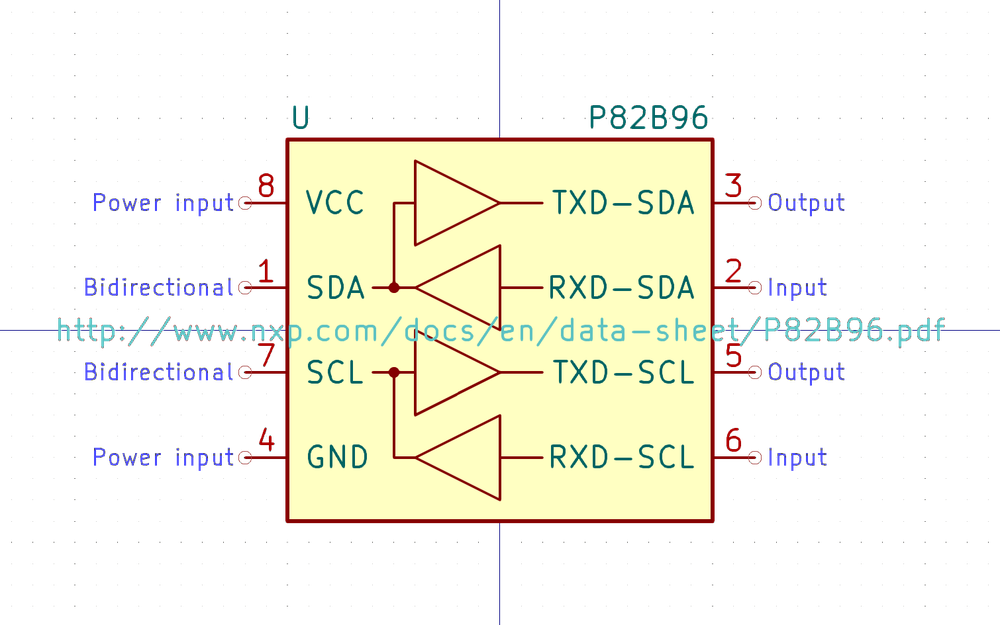 U P82B96
Power input 8 VCC TXD-SDA 3 Output
Bidirectional 1 SDA RXD-SDA 2 Input
http://www.nxp.com/docs/en/data-sheet/P82B96.pdf
Bidirectional 7 SCL TXD-SCL 5 Output
Power input 4 GND RXD-SCL 6 Input